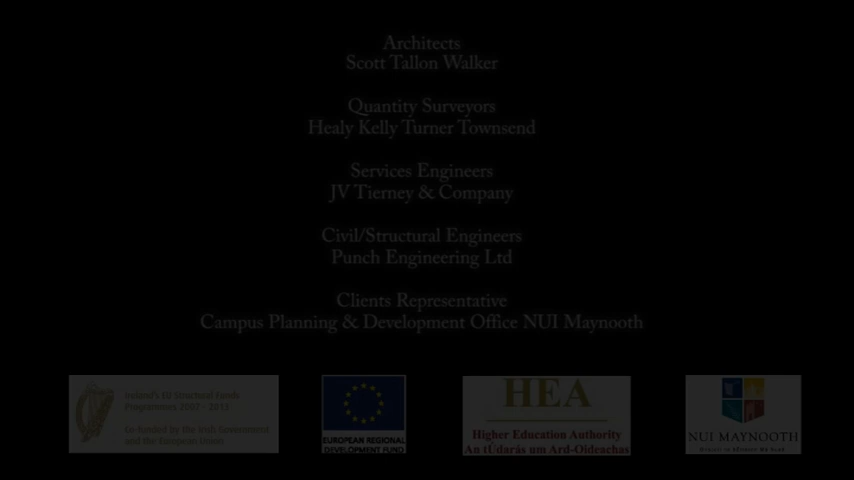 Architects
Scott Tallon Walker
Quantity Surveyors
Healy Kelly Turner Townsend
Services Engineers
JV Tierney & Company
Civil/Structural Engineers
Punch Engineering Ltd
Clients Representative
Campus Planning & Development Office NUI Maynooth
Ireland's EU Structural Funds
Programmes 2007 - 2013
Co-funded by the Irish Government
and the European Union
EUROPEAN REGIONAL
DEVELOPMENT FUND
HEA
Higher Education Authority
An tÚdarás um Ard-Oideachas
NUI MAYNOOTH